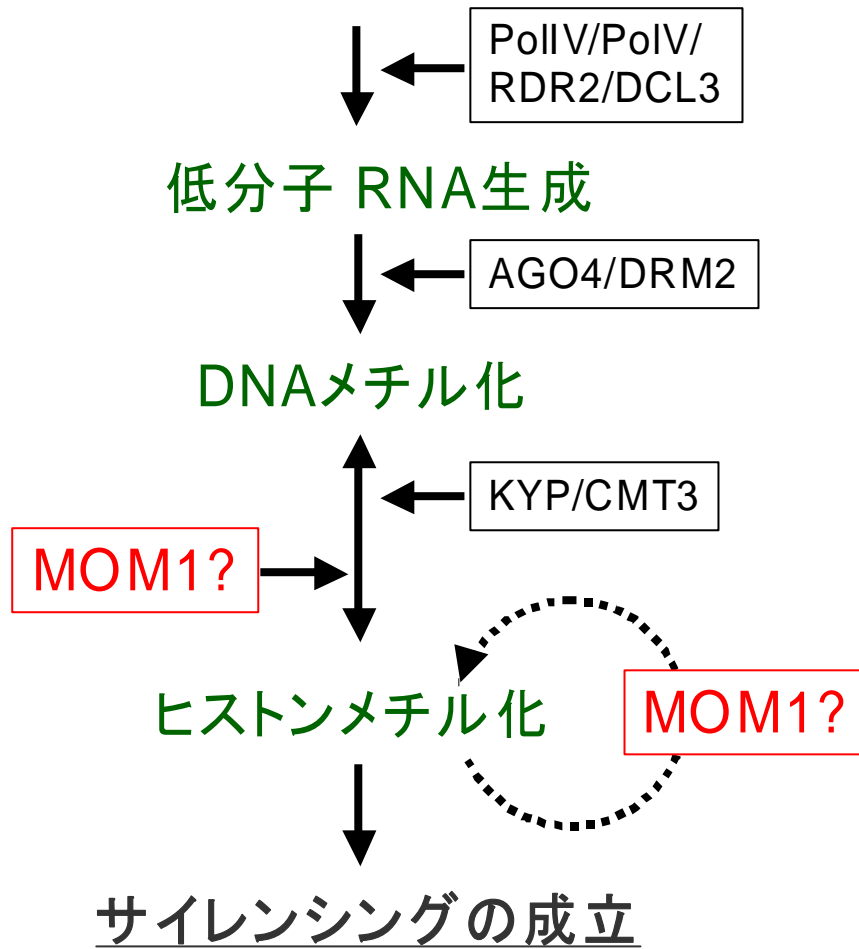 PolIV/PolV/
RDR2/DCL3
低分子 RNA生成
AGO4/DRM2
DNAメチル化
KYP/CMT3
MOM1?
ヒストンメチル化
MOM1?
サイレンシングの成立